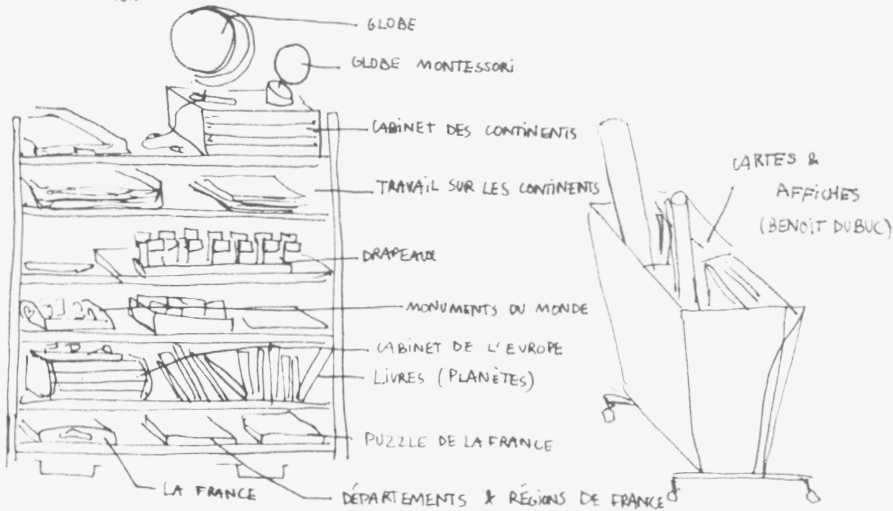 GLOBE
GLOBE MONTESSORI
CABINET DES CONTINENTS
TRAVAIL SUR LES CONTINENTS
CARTES &
AFFICHES
(BENOÎT DUBUC)
DRAPEAUX
MONUMENTS DU MONDE
CABINET DE L'EUROPE
LIVRES (PLANÈTES)
PUZZLE DE LA FRANCE
LA FRANCE
DÉPARTEMENTS & RÉGIONS DE FRANCE